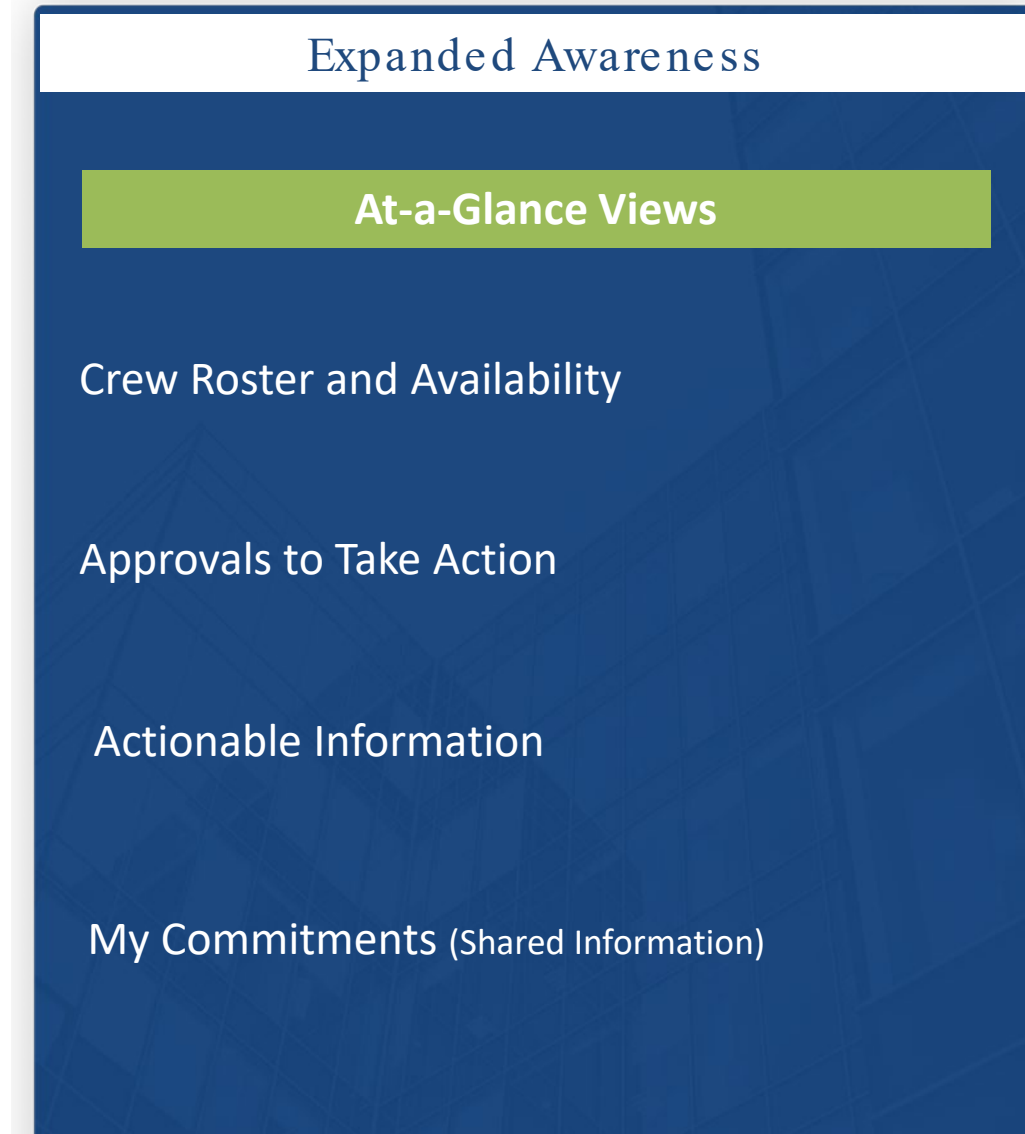 Expanded Awareness
At-a-Glance Views
Crew Roster and Availability
Approvals to Take Action
Actionable Information
My Commitments (Shared Information)